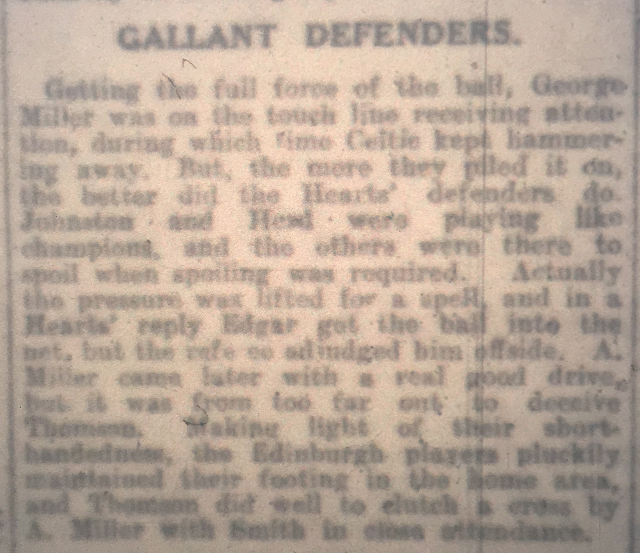 GALLANT DEFENDERS.
Getting the full force of the ball, George
Miller was on the touch line receiving atten-
tion, during which time Celtic kept hammer-
ing away. But, the more they piled it on,
the better did the Hearts' defenders do.
Johnston and Herd were playing like
champions, and the others were there to
spoil when spoiling was required. Actually
the pressure was lifted for a spell, and in a
Hearts' reply Edgar got the ball into the
net, but the adjudged him offside. A.
Miller came later with a real good drive,
but it was from too far out to deceive
Thomson. Making light of their short-
handedness, the Edinburgh players pluckily
maintained their footing in the home area,
and Thomson did well to clutch a cross by
A. Miller with Smith in close attendance.